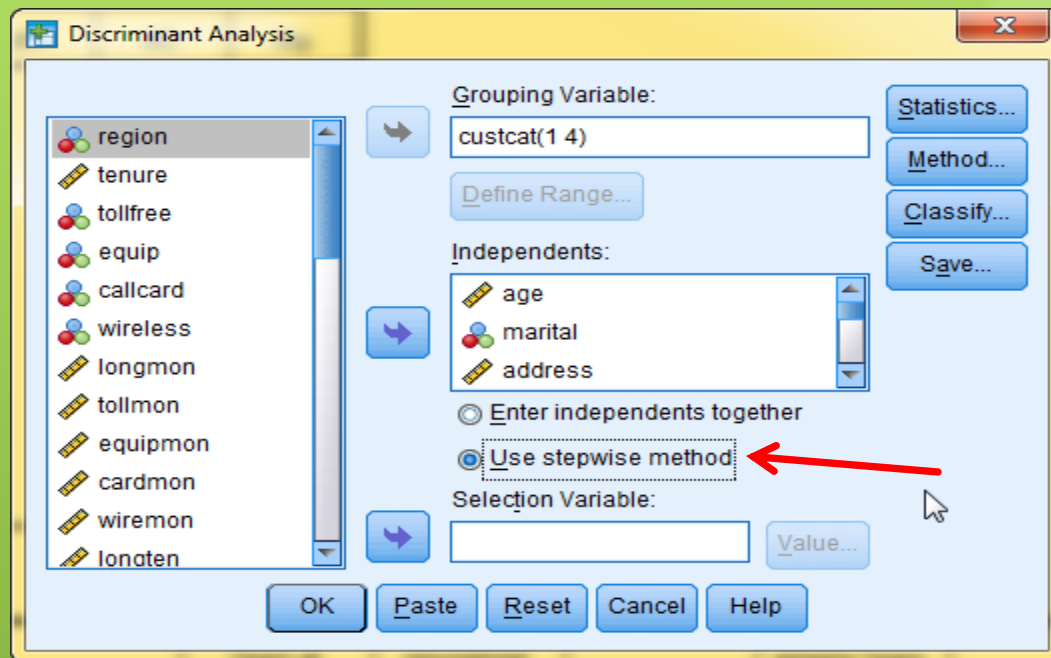 Discriminant Analysis
region
tenure
tollfree
equip
callcard
wireless
longmon
tollmon
equipmon
cardmon
wiremon
longten
Grouping Variable:
custcat(1 4)
Define Range...
Independents:
age
marital
address
Enter independents together
Use stepwise method
Selection Variable:
Value...
Statistics...
Method...
Classify...
Save...
OK Paste Reset Cancel Help